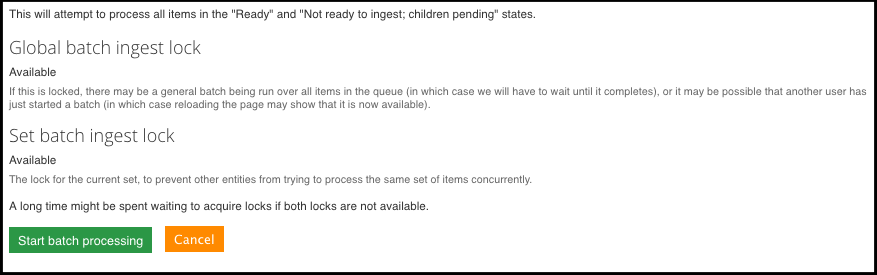 This will attempt to process all items in the "Ready" and "Not ready to ingest; children pending" states.
Global batch ingest lock
Available
If this is locked, there may be a general batch being run over all items in the queue (in which case we will have to wait until it completes), or it may be possible that another user has
just started a batch (in which case reloading the page may show that it is now available).
Set batch ingest lock
Available
The lock for the current set, to prevent other entities from trying to process the same set of items concurrently.
A long time might be spent waiting to acquire locks if both locks are not available.
Start batch processing
Cancel